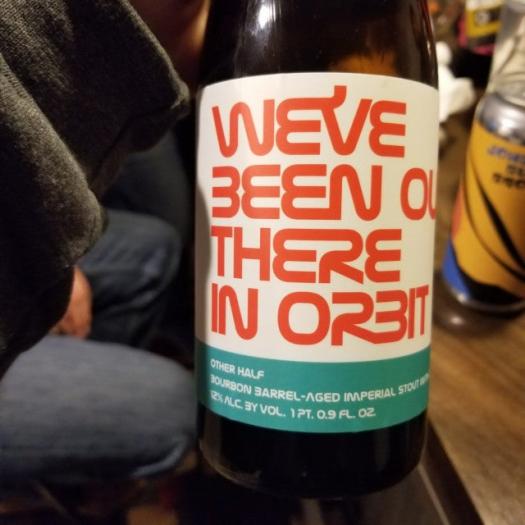 WE'VE
BEEN OU
THERE
IN ORBIT
OTHER HALF
BOURBON BARREL-AGED IMPERIAL STOUT WITH
12% ALC. BY VOL. 1 PT. 0.9 FL. OZ.